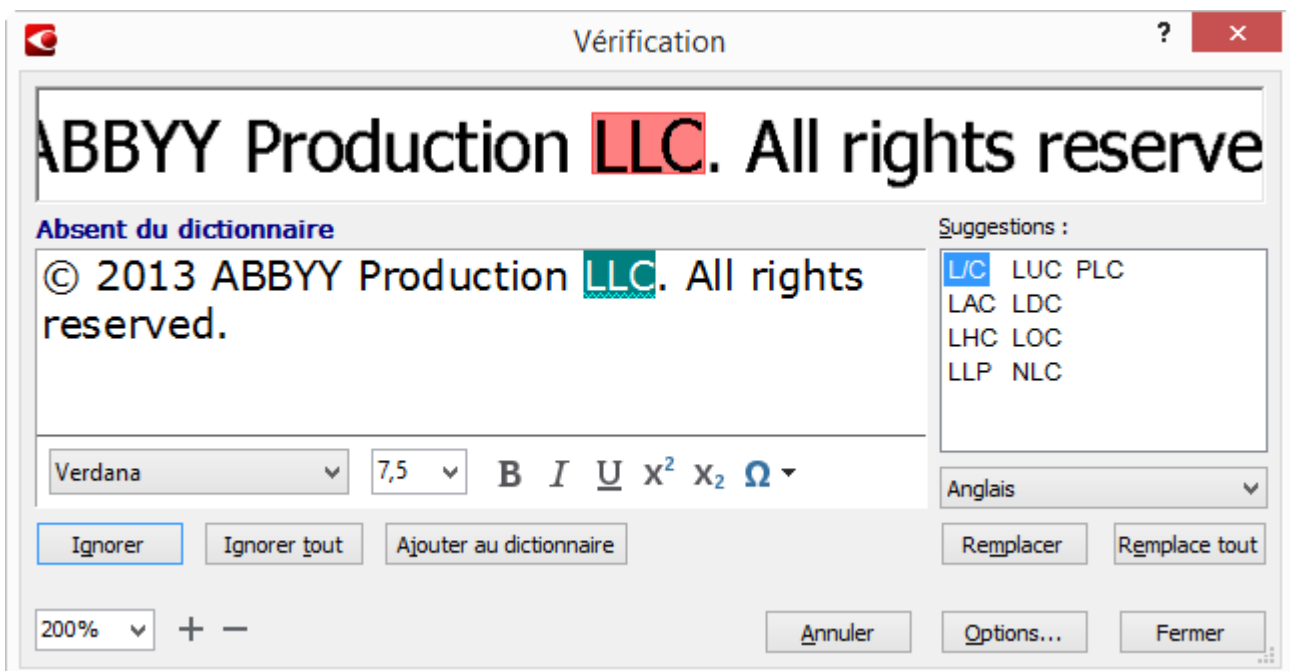 Vérification
?
ABBYY Production LLC. All rights reserve
Absent du dictionnaire
© 2013 ABBYY Production LLC. All rights
reserved.
Suggestions :
L/C LUC PLC
LAC LDC
LHC LOC
LLP NLC
Verdana 7,5 B I U X² X₂ Ω
Anglais
Ignorer Ignorer tout Ajouter au dictionnaire Remplacer Remplace tout
200% + − Annuler Options... Fermer